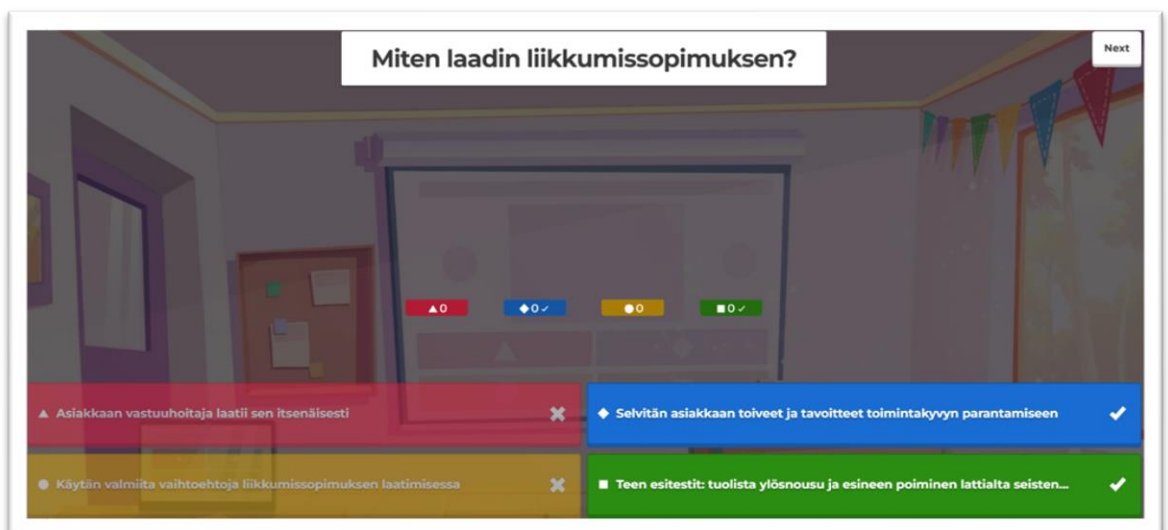 Miten laadin liikkumissopimuksen?
Next
▲ 0
◆ 0 ✓
● 0
■ 0 ✓
▲ Asiakkaan vastuuhoitaja laatii sen itsenäisesti ✖
◆ Selvitän asiakkaan toiveet ja tavoitteet toimintakyvyn parantamiseen ✔
● Käytän valmiita vaihtoehtoja liikkumissopimuksen laatimisessa ✖
■ Teen esitestit: tuolista ylösnousu ja esineen poiminen lattialta seisten... ✔